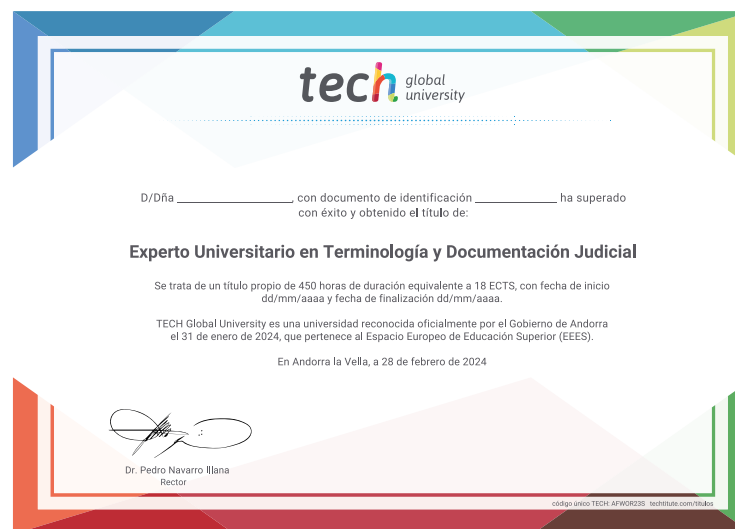 tech global
university
D/Dña ____________________, con documento de identificación ______________ ha superado
con éxito y obtenido el título de:
Experto Universitario en Terminología y Documentación Judicial
Se trata de un título propio de 450 horas de duración equivalente a 18 ECTS, con fecha de inicio
dd/mm/aaaa y fecha de finalización dd/mm/aaaa.
TECH Global University es una universidad reconocida oficialmente por el Gobierno de Andorra
el 31 de enero de 2024, que pertenece al Espacio Europeo de Educación Superior (EEES).
En Andorra la Vella, a 28 de febrero de 2024
Dr. Pedro Navarro Illana
Rector
código único TECH: AFWOR23S techtitute.com/titulos